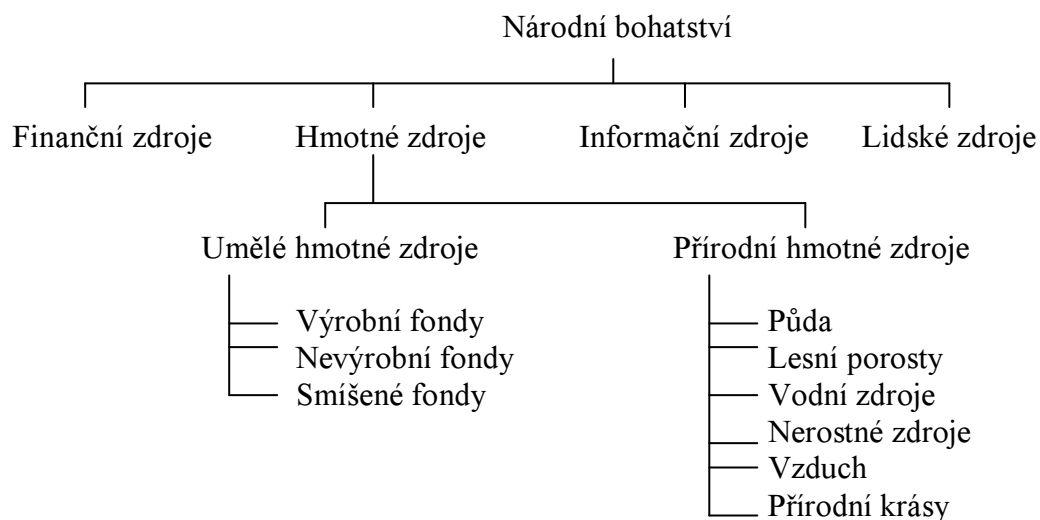 Národní bohatství
Finanční zdroje Hmotné zdroje Informační zdroje Lidské zdroje
Umělé hmotné zdroje Přírodní hmotné zdroje
Výrobní fondy Půda
Nevýrobní fondy Lesní porosty
Smíšené fondy Vodní zdroje
Nerostné zdroje
Vzduch
Přírodní krásy